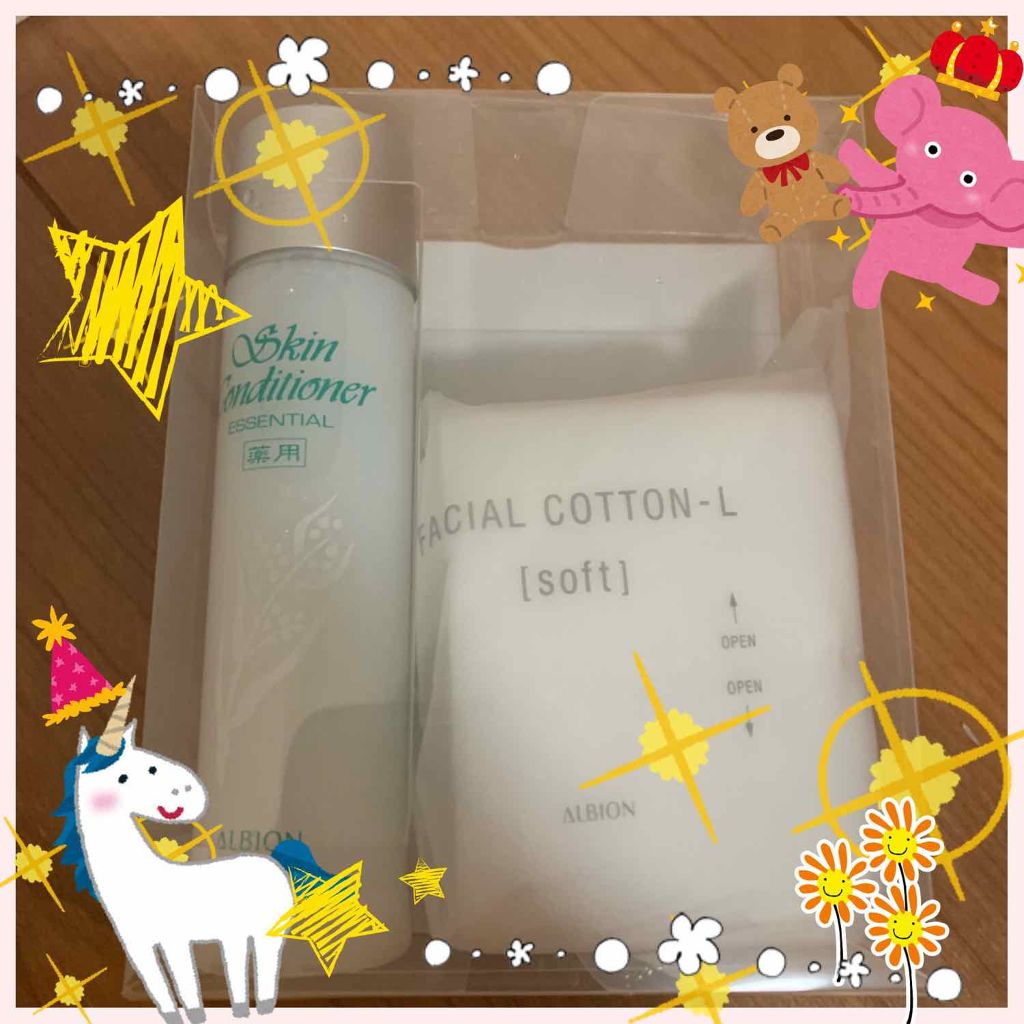 Skin
Conditioner
ESSENTIAL
薬用
ALBION
FACIAL COTTON-L
[soft]
OPEN
OPEN
ALBION